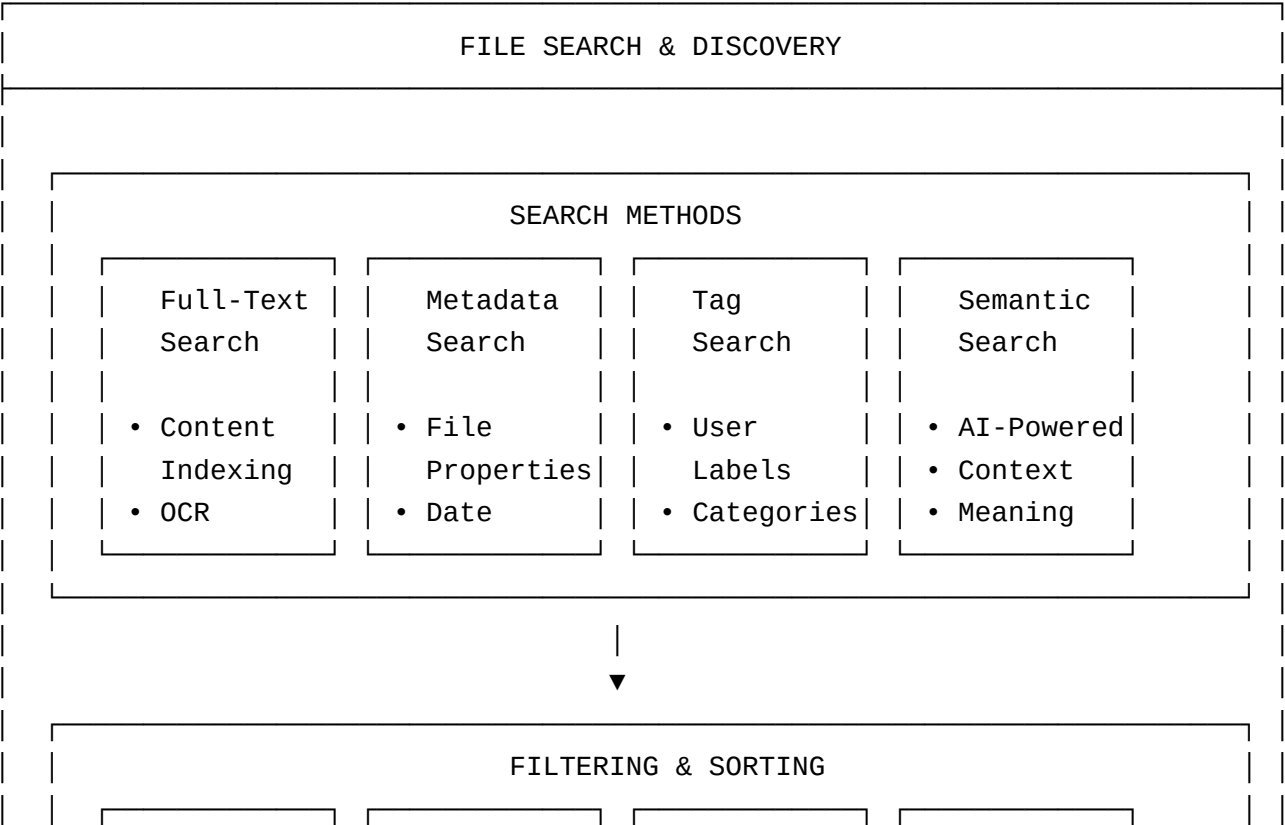 FILE SEARCH & DISCOVERY
SEARCH METHODS
Full-Text Metadata Tag Semantic
Search Search Search Search
• Content • File • User • AI-Powered
Indexing Properties Labels • Context
• OCR • Date • Categories • Meaning
▼
FILTERING & SORTING